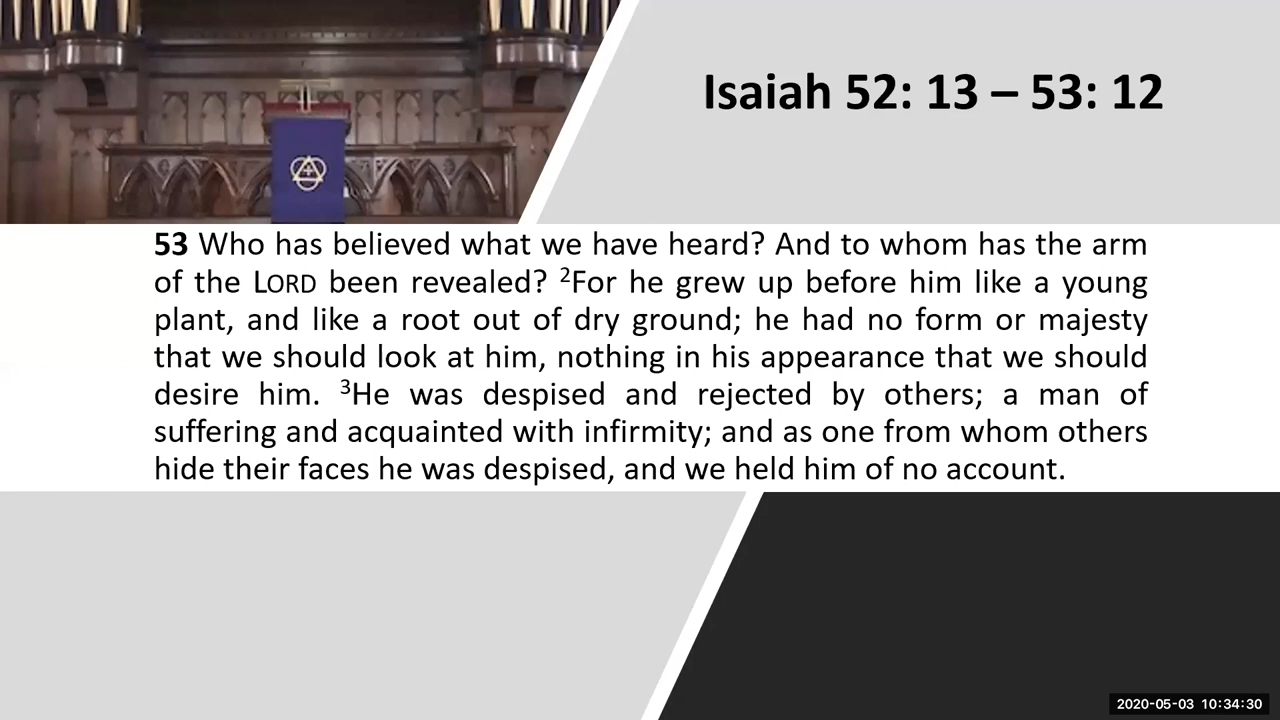 Isaiah 52: 13 – 53: 12
53 Who has believed what we have heard? And to whom has the arm
of the LORD been revealed? ²For he grew up before him like a young
plant, and like a root out of dry ground; he had no form or majesty
that we should look at him, nothing in his appearance that we should
desire him. ³He was despised and rejected by others; a man of
suffering and acquainted with infirmity; and as one from whom others
hide their faces he was despised, and we held him of no account.
2020-05-03 10:34:30